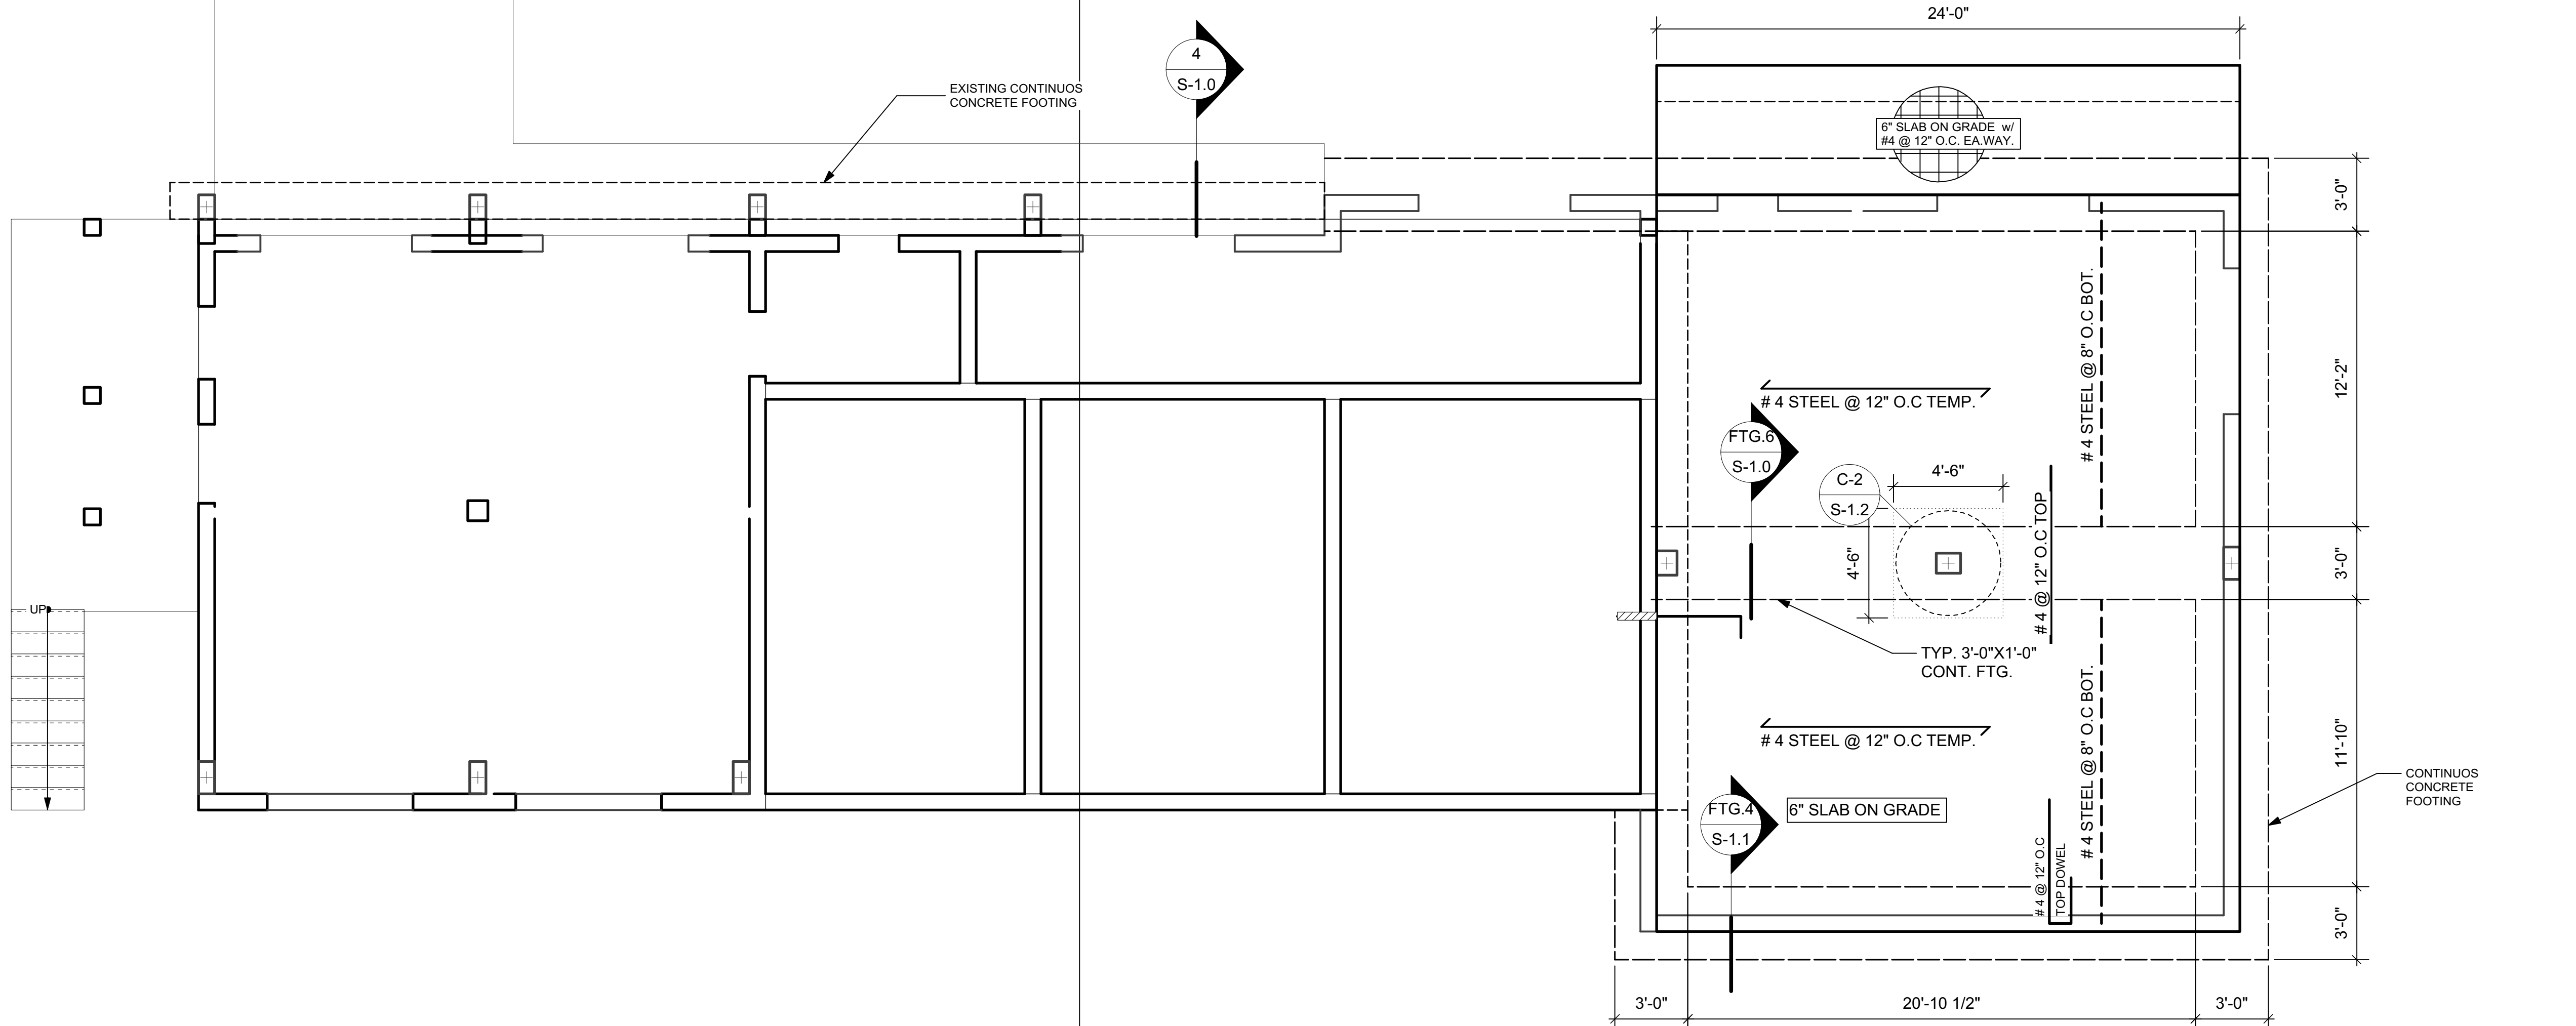 24'-0"
4
S-1.0
EXISTING CONTINUOS
CONCRETE FOOTING
6" SLAB ON GRADE w/
#4 @ 12" O.C. EA.WAY.
3'-0"
# 4 STEEL @ 8" O.C BOT.
12'-2"
# 4 STEEL @ 12" O.C TEMP.
FTG.6
S-1.0
C-2
S-1.2
4'-6"
4'-6"
# 4 @ 12" O.C TOP
3'-0"
UP
TYP. 3'-0"X1'-0"
CONT. FTG.
# 4 STEEL @ 12" O.C TEMP.
# 4 STEEL @ 8" O.C BOT.
11'-10"
CONTINUOS
CONCRETE
FOOTING
FTG.4
S-1.1
6" SLAB ON GRADE
# 4 @ 12" O.C
TOP DOWEL
3'-0"
3'-0"
20'-10 1/2"
3'-0"